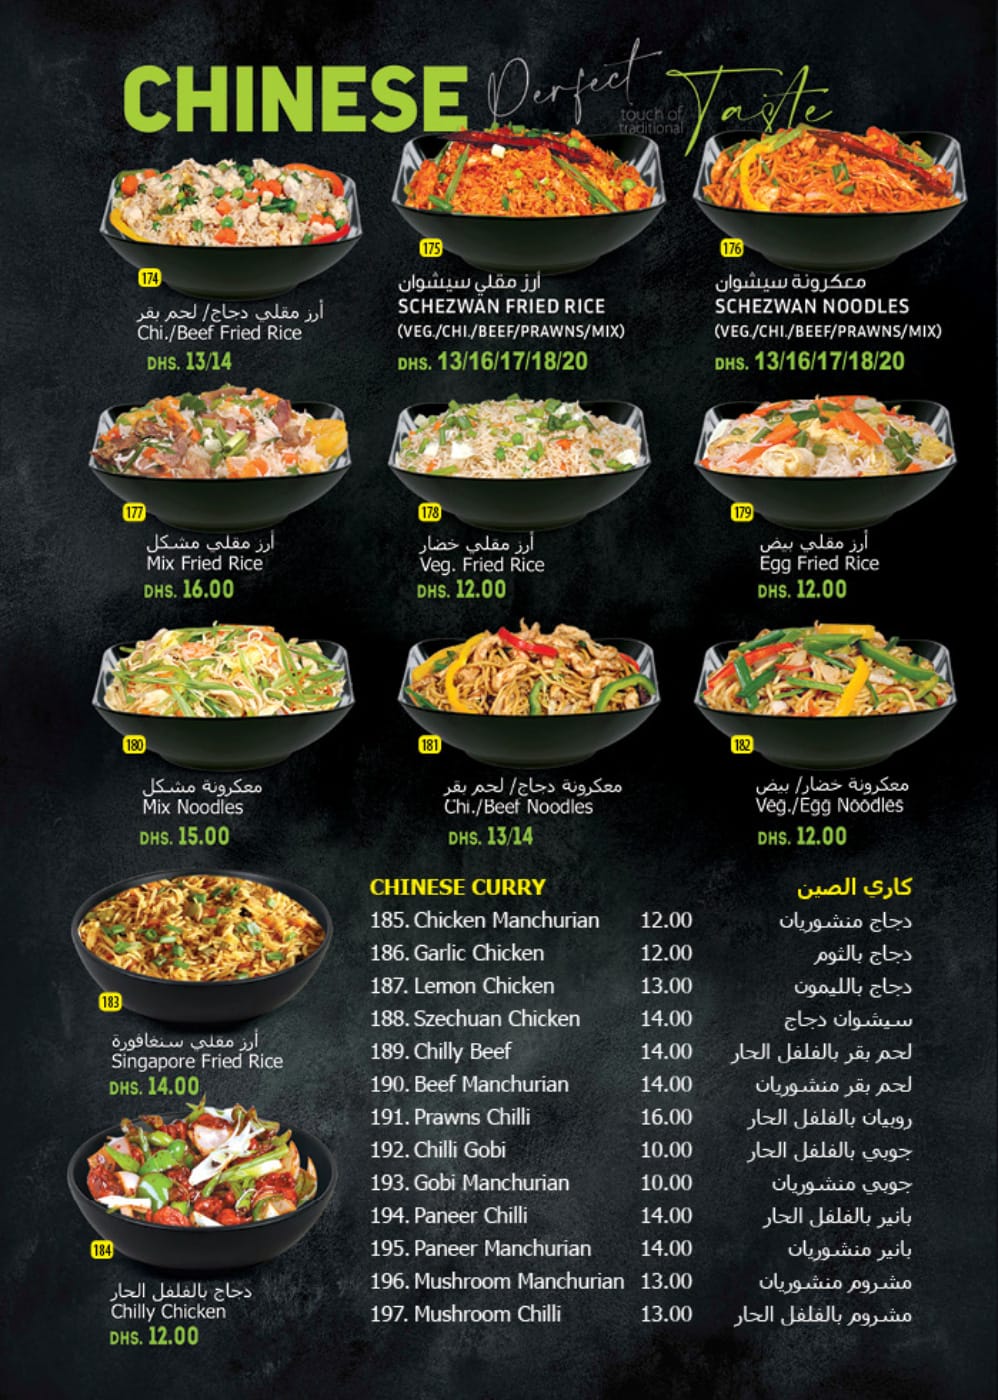 CHINESE Perfect touch of traditional Taste
174
أرز مقلي دجاج/ لحم بقر
Chi./Beef Fried Rice
DHS. 13/14
175
أرز مقلي سيشوان
SCHEZWAN FRIED RICE
(VEG./CHI./BEEF/PRAWNS/MIX)
DHS. 13/16/17/18/20
176
معكرونة سيشوان
SCHEZWAN NOODLES
(VEG./CHI./BEEF/PRAWNS/MIX)
DHS. 13/16/17/18/20
177
أرز مقلي مشكل
Mix Fried Rice
DHS. 16.00
178
أرز مقلي خضار
Veg. Fried Rice
DHS. 12.00
179
أرز مقلي بيض
Egg Fried Rice
DHS. 12.00
180
معكرونة مشكل
Mix Noodles
DHS. 15.00
181
معكرونة دجاج/ لحم بقر
Chi./Beef Noodles
DHS. 13/14
182
معكرونة خضار/ بيض
Veg./Egg Noodles
DHS. 12.00
183
أرز مقلي سنغافورة
Singapore Fried Rice
DHS. 14.00
184
دجاج بالفلفل الحار
Chilly Chicken
DHS. 12.00
CHINESE CURRY كاري الصين
185. Chicken Manchurian 12.00 دجاج منشوريان
186. Garlic Chicken 12.00 دجاج بالثوم
187. Lemon Chicken 13.00 دجاج بالليمون
188. Szechuan Chicken 14.00 سيشوان دجاج
189. Chilly Beef 14.00 لحم بقر بالفلفل الحار
190. Beef Manchurian 14.00 لحم بقر منشوريان
191. Prawns Chilli 16.00 روبيان بالفلفل الحار
192. Chilli Gobi 10.00 جوبي بالفلفل الحار
193. Gobi Manchurian 10.00 جوبي منشوريان
194. Paneer Chilli 14.00 بانير بالفلفل الحار
195. Paneer Manchurian 14.00 بانير منشوريان
196. Mushroom Manchurian 13.00 مشروم منشوريان
197. Mushroom Chilli 13.00 مشروم بالفلفل الحار